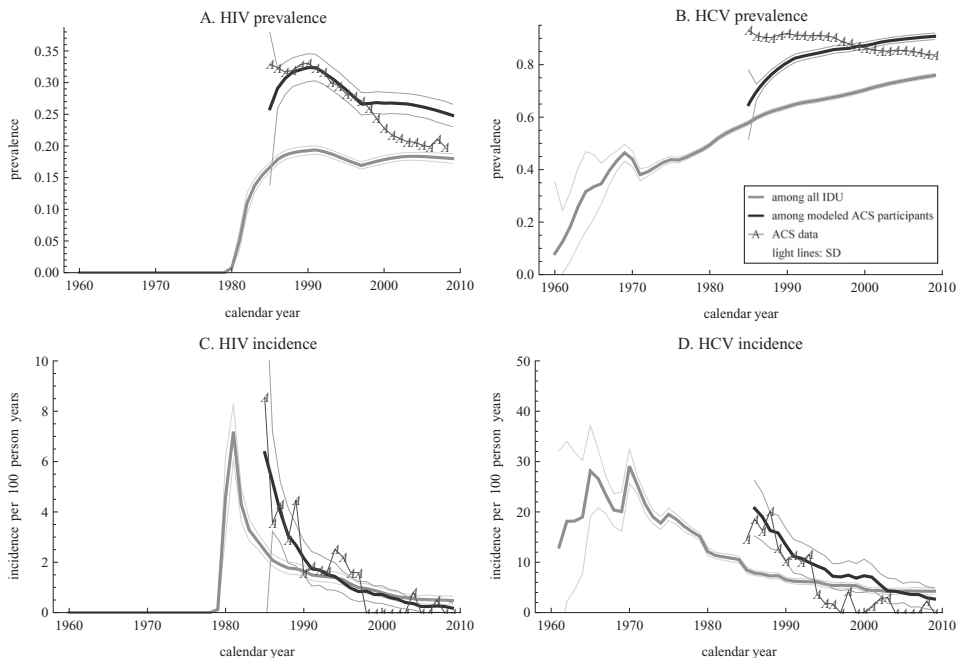 A. HIV prevalence
0.35
0.30
0.25
0.20
0.15
0.10
0.05
0.00
prevalence
1960 1970 1980 1990 2000 2010
calendar year
B. HCV prevalence
0.8
0.6
0.4
0.2
0.0
prevalence
among all IDU
among modeled ACS participants
A ACS data
light lines: SD
1960 1970 1980 1990 2000 2010
calendar year
C. HIV incidence
10
8
6
4
2
0
incidence per 100 person years
1960 1970 1980 1990 2000 2010
calendar year
D. HCV incidence
50
40
30
20
10
0
incidence per 100 person years
1960 1970 1980 1990 2000 2010
calendar year